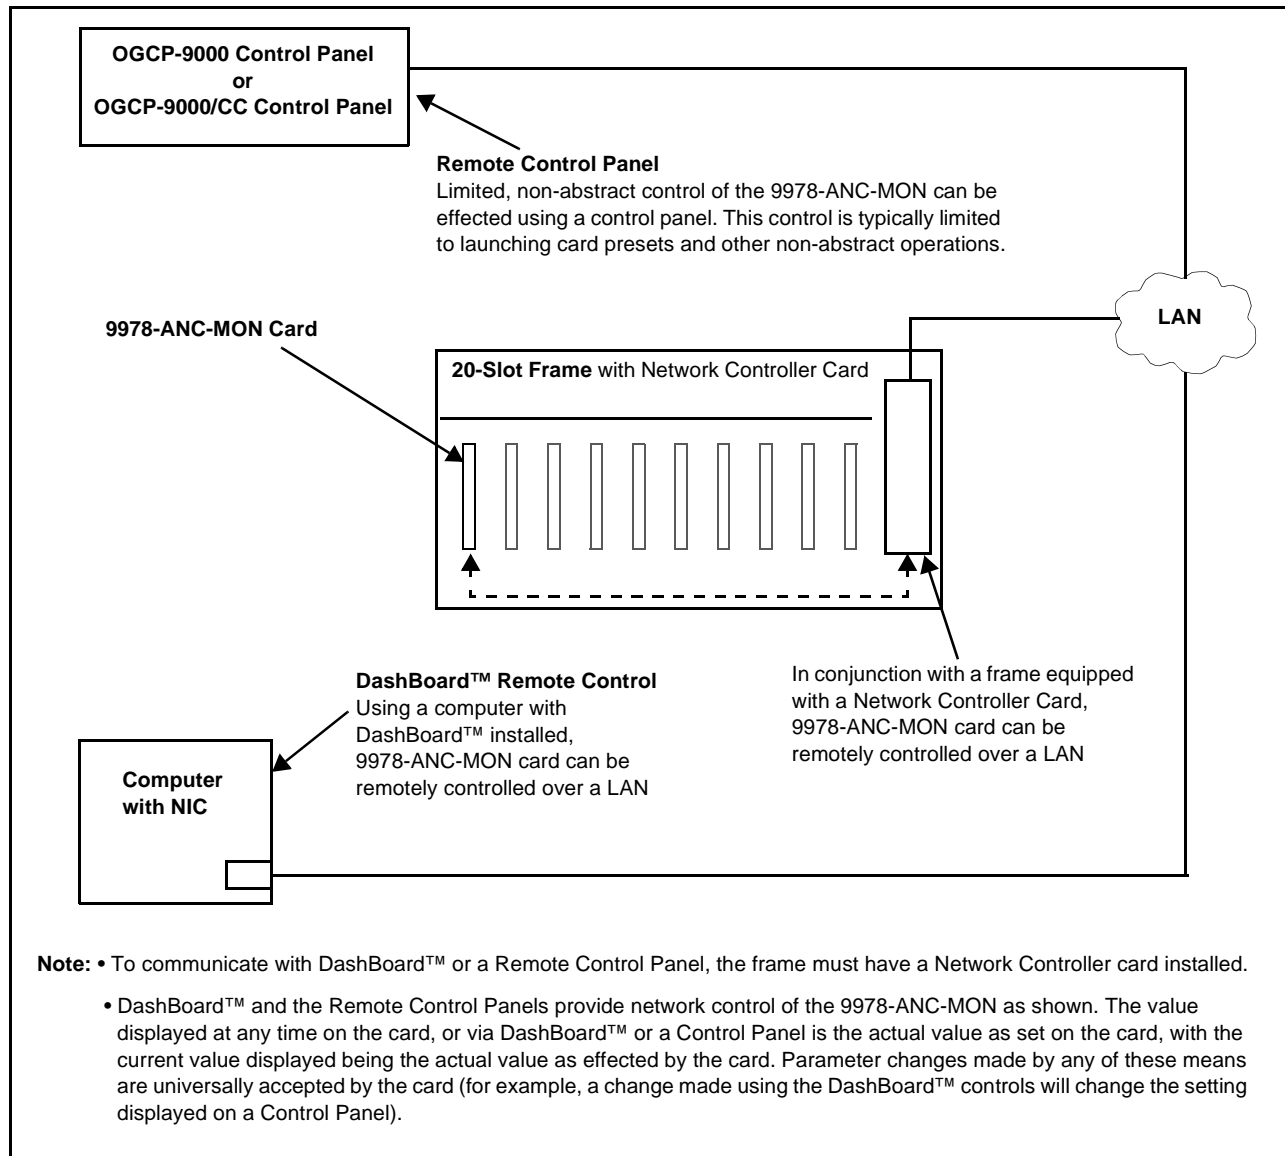 OGCP-9000 Control Panel
or
OGCP-9000/CC Control Panel
Remote Control Panel
Limited, non-abstract control of the 9978-ANC-MON can be
effected using a control panel. This control is typically limited
to launching card presets and other non-abstract operations.
LAN
9978-ANC-MON Card
20-Slot Frame with Network Controller Card
DashBoard™ Remote Control
Using a computer with
DashBoard™ installed,
9978-ANC-MON card can be
remotely controlled over a LAN
In conjunction with a frame equipped
with a Network Controller Card,
9978-ANC-MON card can be
remotely controlled over a LAN
Computer
with NIC
Note: • To communicate with DashBoard™ or a Remote Control Panel, the frame must have a Network Controller card installed.
• DashBoard™ and the Remote Control Panels provide network control of the 9978-ANC-MON as shown. The value
displayed at any time on the card, or via DashBoard™ or a Control Panel is the actual value as set on the card, with the
current value displayed being the actual value as effected by the card. Parameter changes made by any of these means
are universally accepted by the card (for example, a change made using the DashBoard™ controls will change the setting
displayed on a Control Panel).